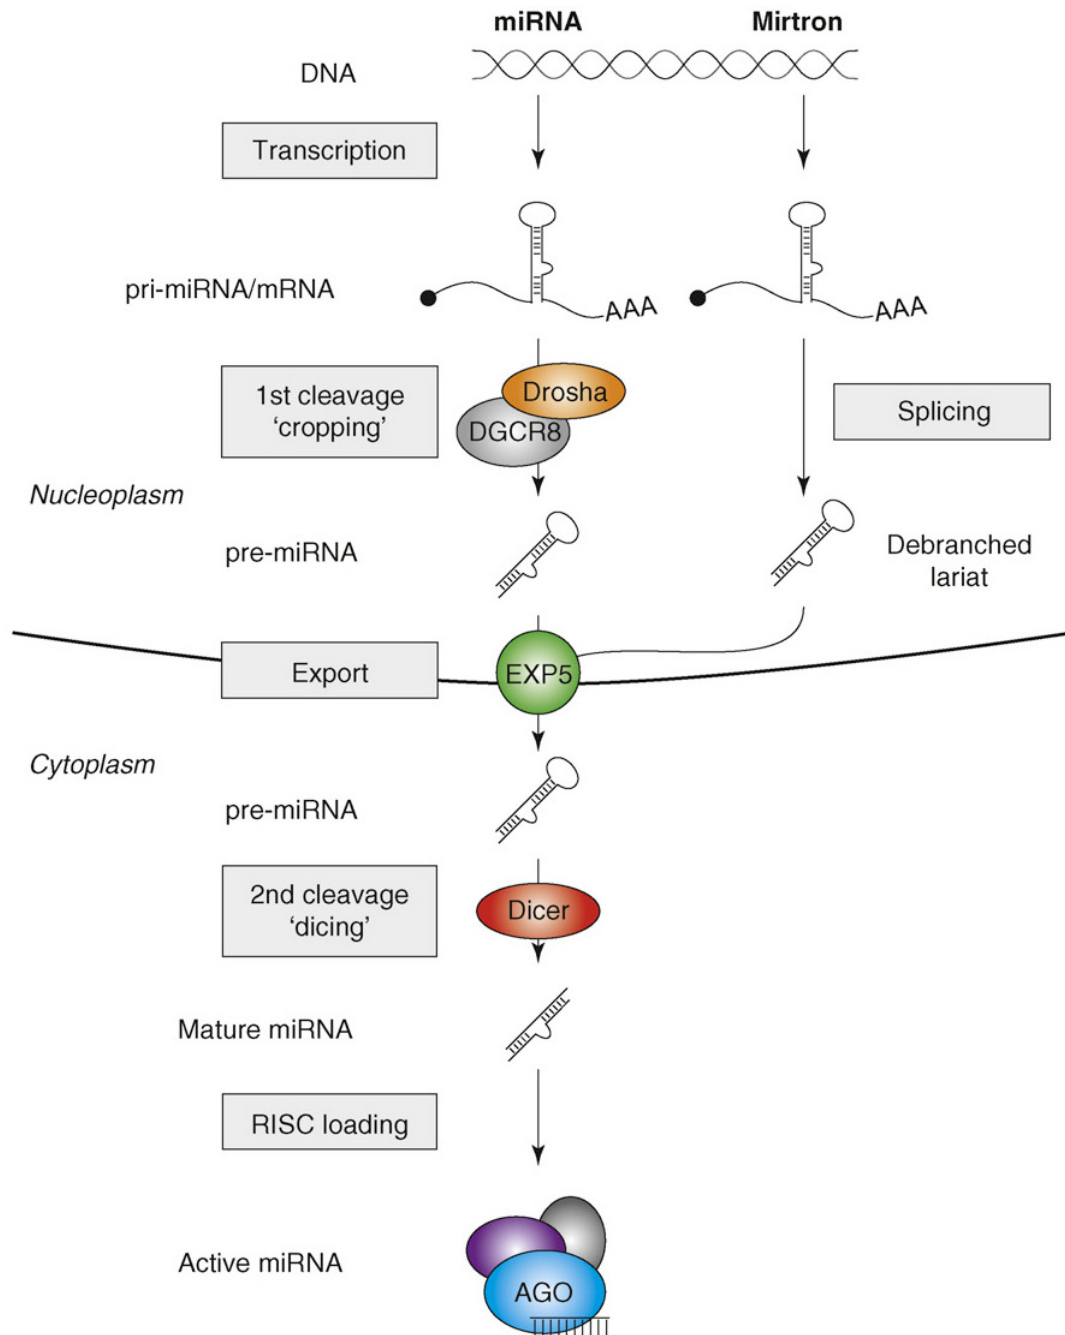 miRNA
Mirtron
DNA
Transcription
pri-miRNA/mRNA
AAA
AAA
1st cleavage
‘cropping’
Drosha
DGCR8
Splicing
Nucleoplasm
pre-miRNA
Debranched
lariat
Export
EXP5
Cytoplasm
pre-miRNA
2nd cleavage
‘dicing’
Dicer
Mature miRNA
RISC loading
Active miRNA
AGO